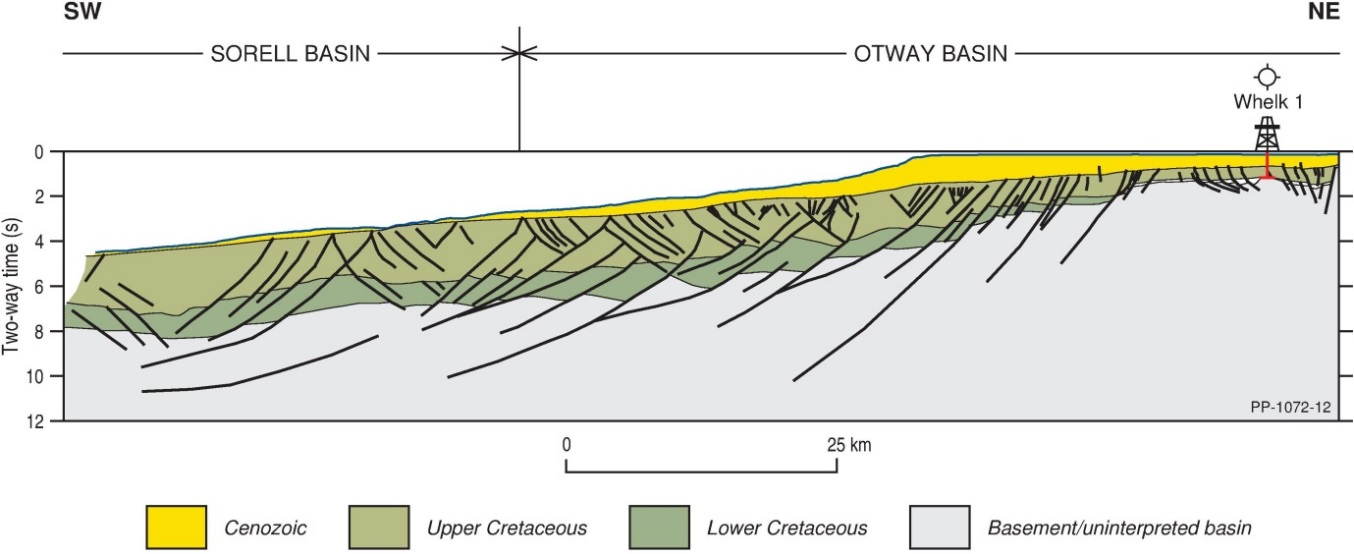 SW
NE
SORELL BASIN
OTWAY BASIN
Whelk 1
Two-way time (s)
0
2
4
6
8
10
12
PP-1072-12
0
25 km
Cenozoic
Upper Cretaceous
Lower Cretaceous
Basement/uninterpreted basin